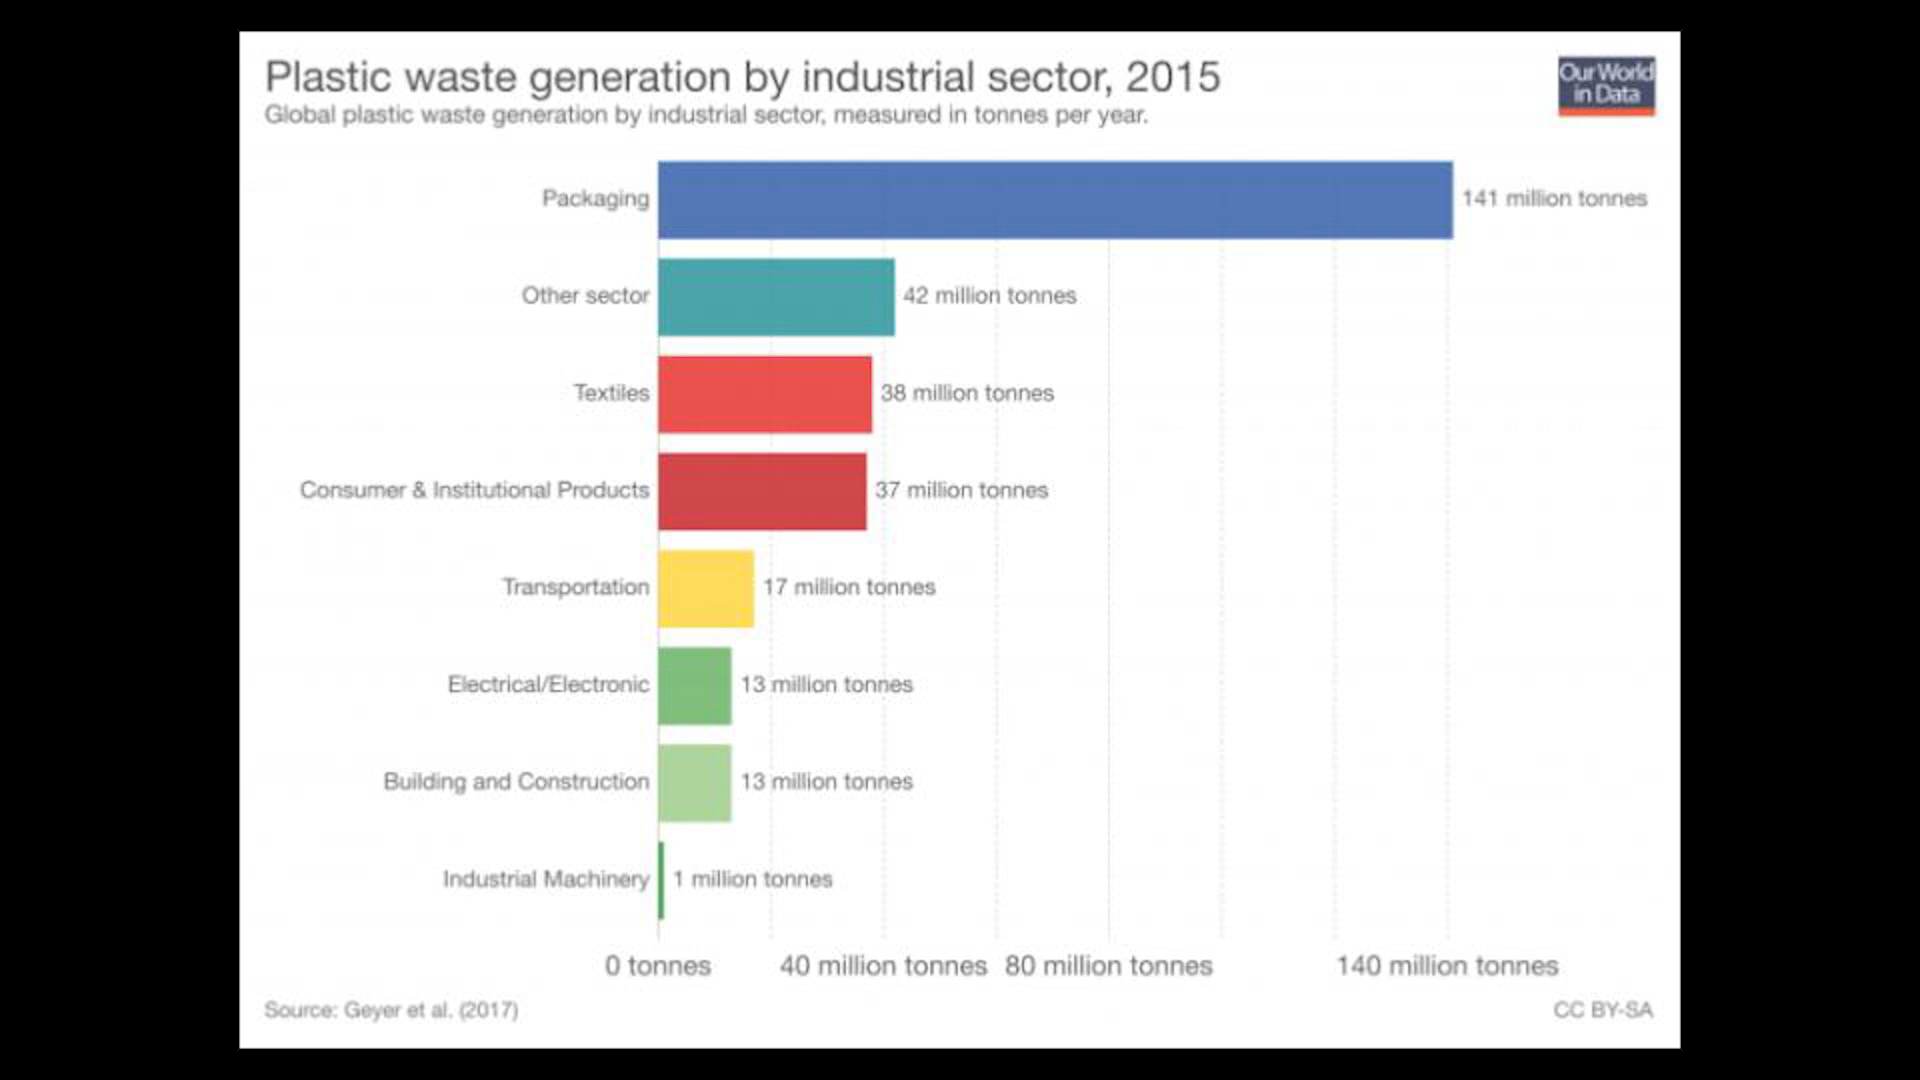 Plastic waste generation by industrial sector, 2015
Global plastic waste generation by industrial sector, measured in tonnes per year.
Our World
in Data
Packaging 141 million tonnes
Other sector 42 million tonnes
Textiles 38 million tonnes
Consumer & Institutional Products 37 million tonnes
Transportation 17 million tonnes
Electrical/Electronic 13 million tonnes
Building and Construction 13 million tonnes
Industrial Machinery 1 million tonnes
0 tonnes 40 million tonnes 80 million tonnes 140 million tonnes
Source: Geyer et al. (2017) CC BY-SA